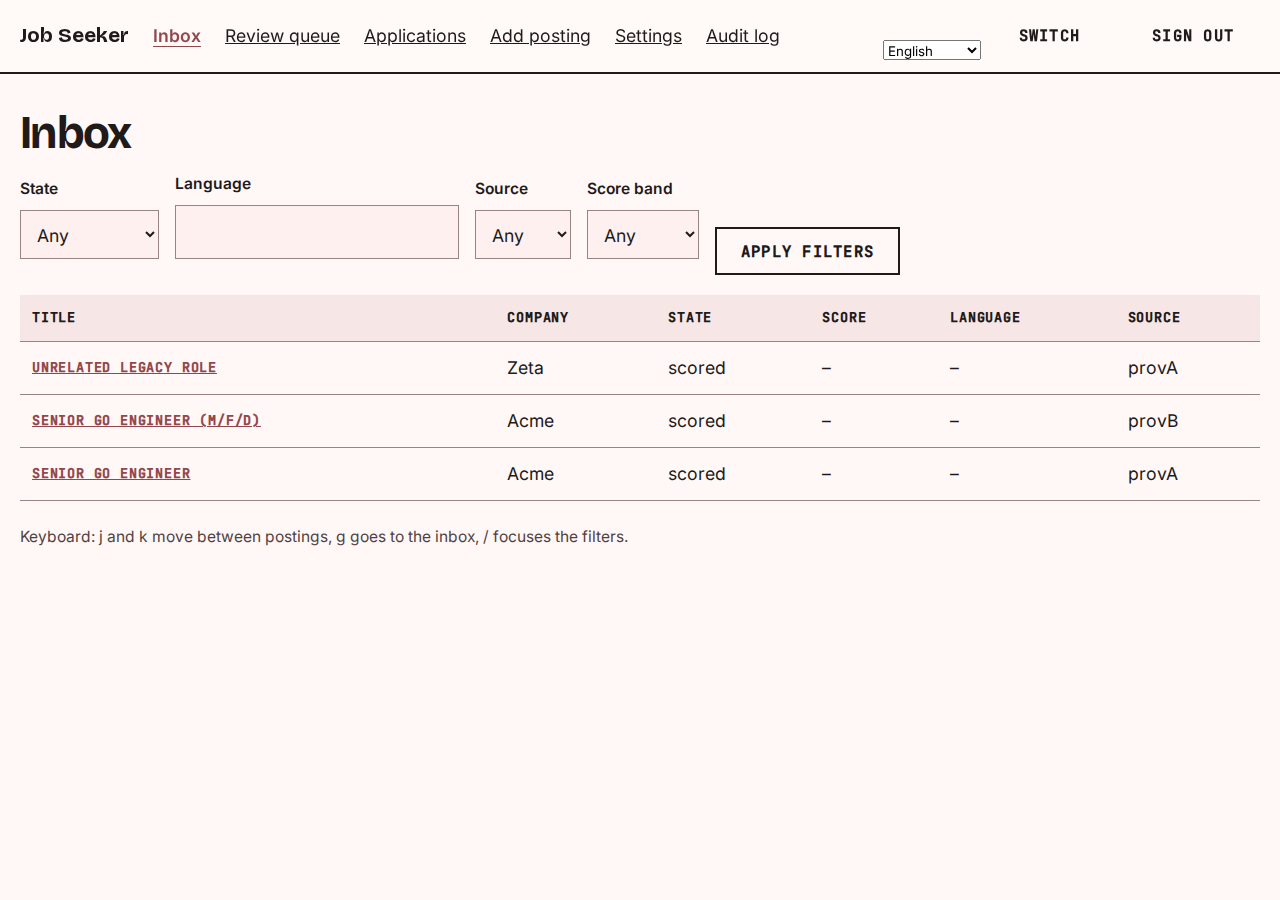 Job Seeker Inbox Review queue Applications Add posting Settings Audit log English SWITCH SIGN OUT
Inbox
State Language Source Score band
Any Any Any APPLY FILTERS
TITLE COMPANY STATE SCORE LANGUAGE SOURCE
UNRELATED LEGACY ROLE Zeta scored – – provA
SENIOR GO ENGINEER (M/F/D) Acme scored – – provB
SENIOR GO ENGINEER Acme scored – – provA
Keyboard: j and k move between postings, g goes to the inbox, / focuses the filters.